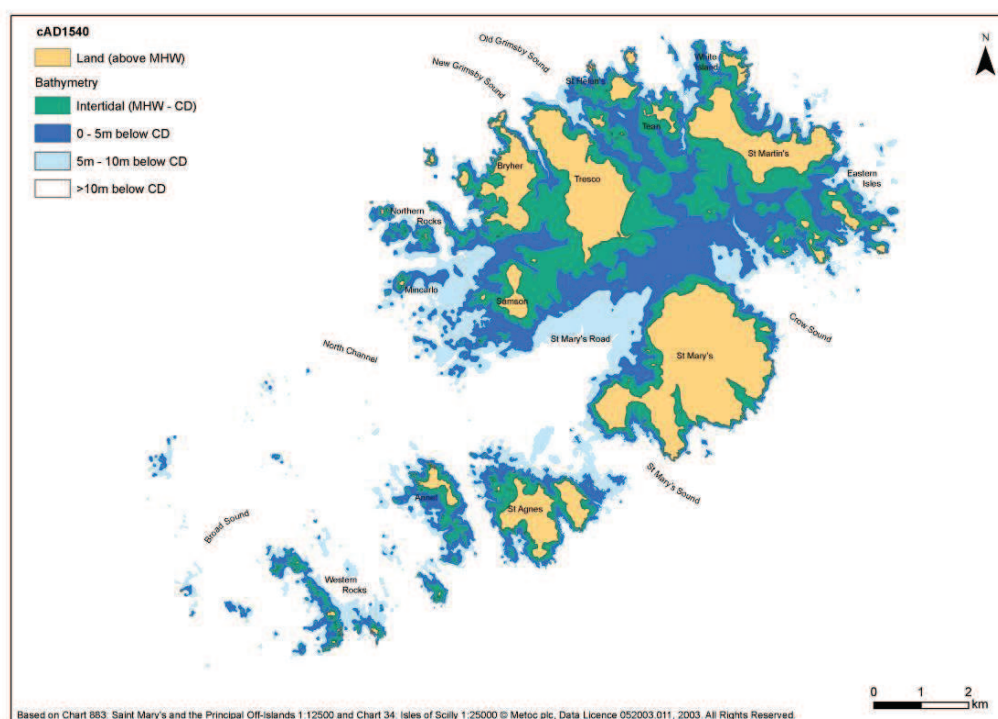 cAD1540
Land (above MHW)
Bathymetry
Intertidal (MHW - CD)
0 - 5m below CD
5m - 10m below CD
>10m below CD
N
Old Grimsby Sound
New Grimsby Sound
White
Island
St Helen's
Tean
St Martin's
Bryher
Tresco
Eastern
Isles
Northern
Rocks
Mincarlo
Samson
St Mary's Road
Crow Sound
North Channel
St Mary's
St Mary's Sound
Annet
St Agnes
Broad Sound
Western
Rocks
0 1 2
km
Based on Chart 883: Saint Mary's and the Principal Off-Islands 1:12500 and Chart 34: Isles of Scilly 1:25000 © Metoc plc, Data Licence 052003.011, 2003. All Rights Reserved.